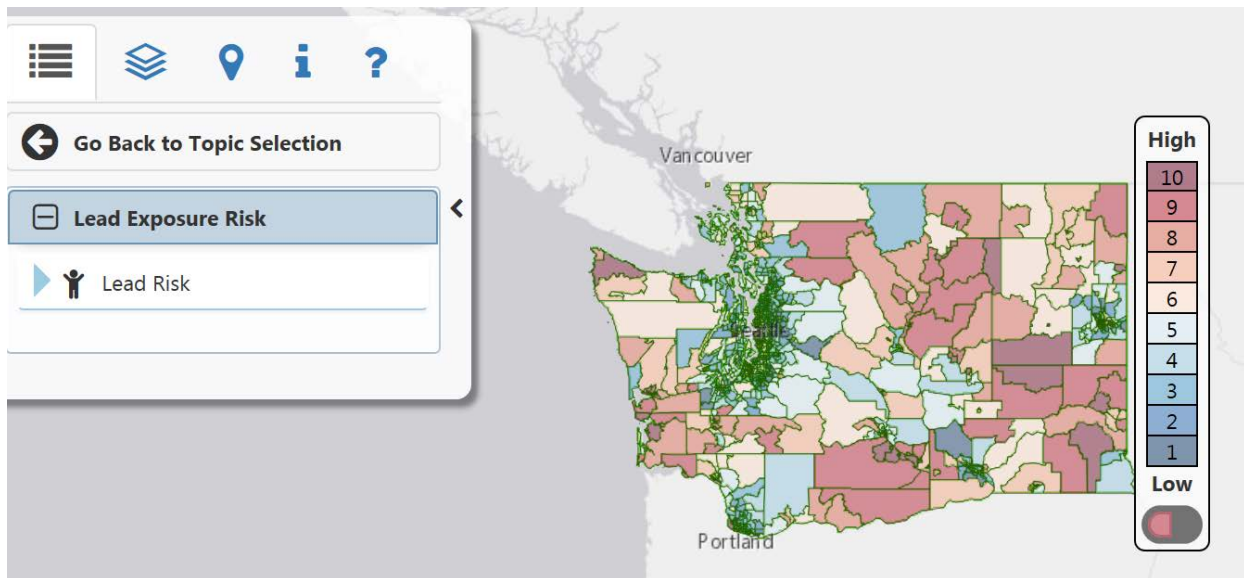 i ?
Go Back to Topic Selection
Lead Exposure Risk
Lead Risk
Vancouver
Seattle
Portland
High
10
9
8
7
6
5
4
3
2
1
Low